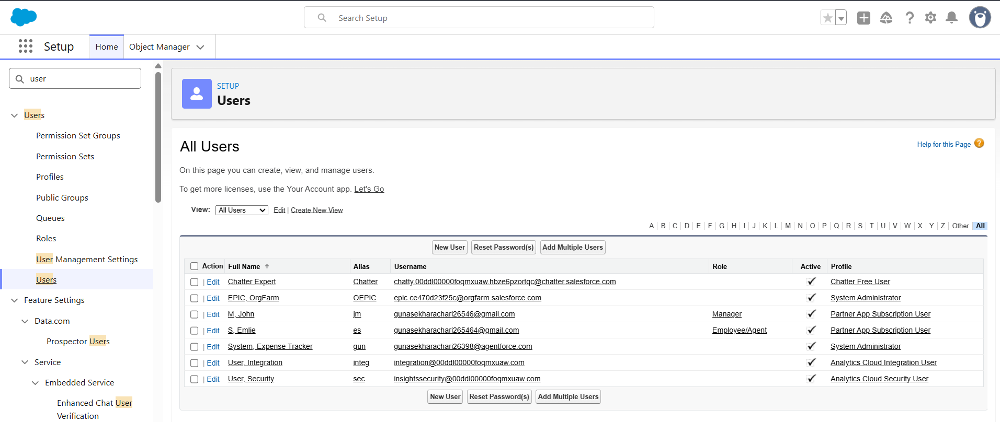 Search Setup
Setup Home Object Manager
user
Users
Permission Set Groups
Permission Sets
Profiles
Public Groups
Queues
Roles
User Management Settings
Users
Feature Settings
Data.com
Prospector Users
Service
Embedded Service
Enhanced Chat User
Verification
SETUP
Users
All Users
Help for this Page ?
On this page you can create, view, and manage users.
To get more licenses, use the Your Account app. Let's Go
View: All Users Edit | Create New View
A | B | C | D | E | F | G | H | I | J | K | L | M | N | O | P | Q | R | S | T | U | V | W | X | Y | Z | Other All
New User Reset Password(s) Add Multiple Users
Action Full Name ↑ Alias Username Role Active Profile
| Edit Chatter Expert Chatter chatty.00ddl00000foqmxuaw.hbze6pzortqc@chatter.salesforce.com ✓ Chatter Free User
| Edit EPIC, OrgFarm OEPIC epic.ce470d23f25c@orgfarm.salesforce.com ✓ System Administrator
| Edit M, John jm gunasekharachari26546@gmail.com Manager ✓ Partner App Subscription User
| Edit S, Emlie es gunasekharachari265464@gmail.com Employee/Agent ✓ Partner App Subscription User
| Edit System, Expense Tracker gun gunasekharachari26398@agentforce.com ✓ System Administrator
| Edit User, Integration integ integration@00ddl00000foqmxuaw.com ✓ Analytics Cloud Integration User
| Edit User, Security sec insightssecurity@00ddl00000foqmxuaw.com ✓ Analytics Cloud Security User
New User Reset Password(s) Add Multiple Users